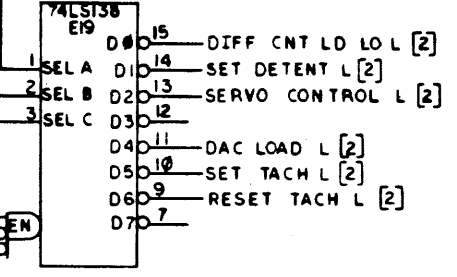 74LS138
E19
DØ 15 DIFF CNT LD LO L [2]
1 SEL A D1 14 SET DETENT L [2]
2 SEL B D2 13 SERVO CONTROL L [2]
3 SEL C D3 12
D4 11 DAC LOAD L [2]
D5 1Ø SET TACH L [2]
D6 9 RESET TACH L [2]
EN D7 7